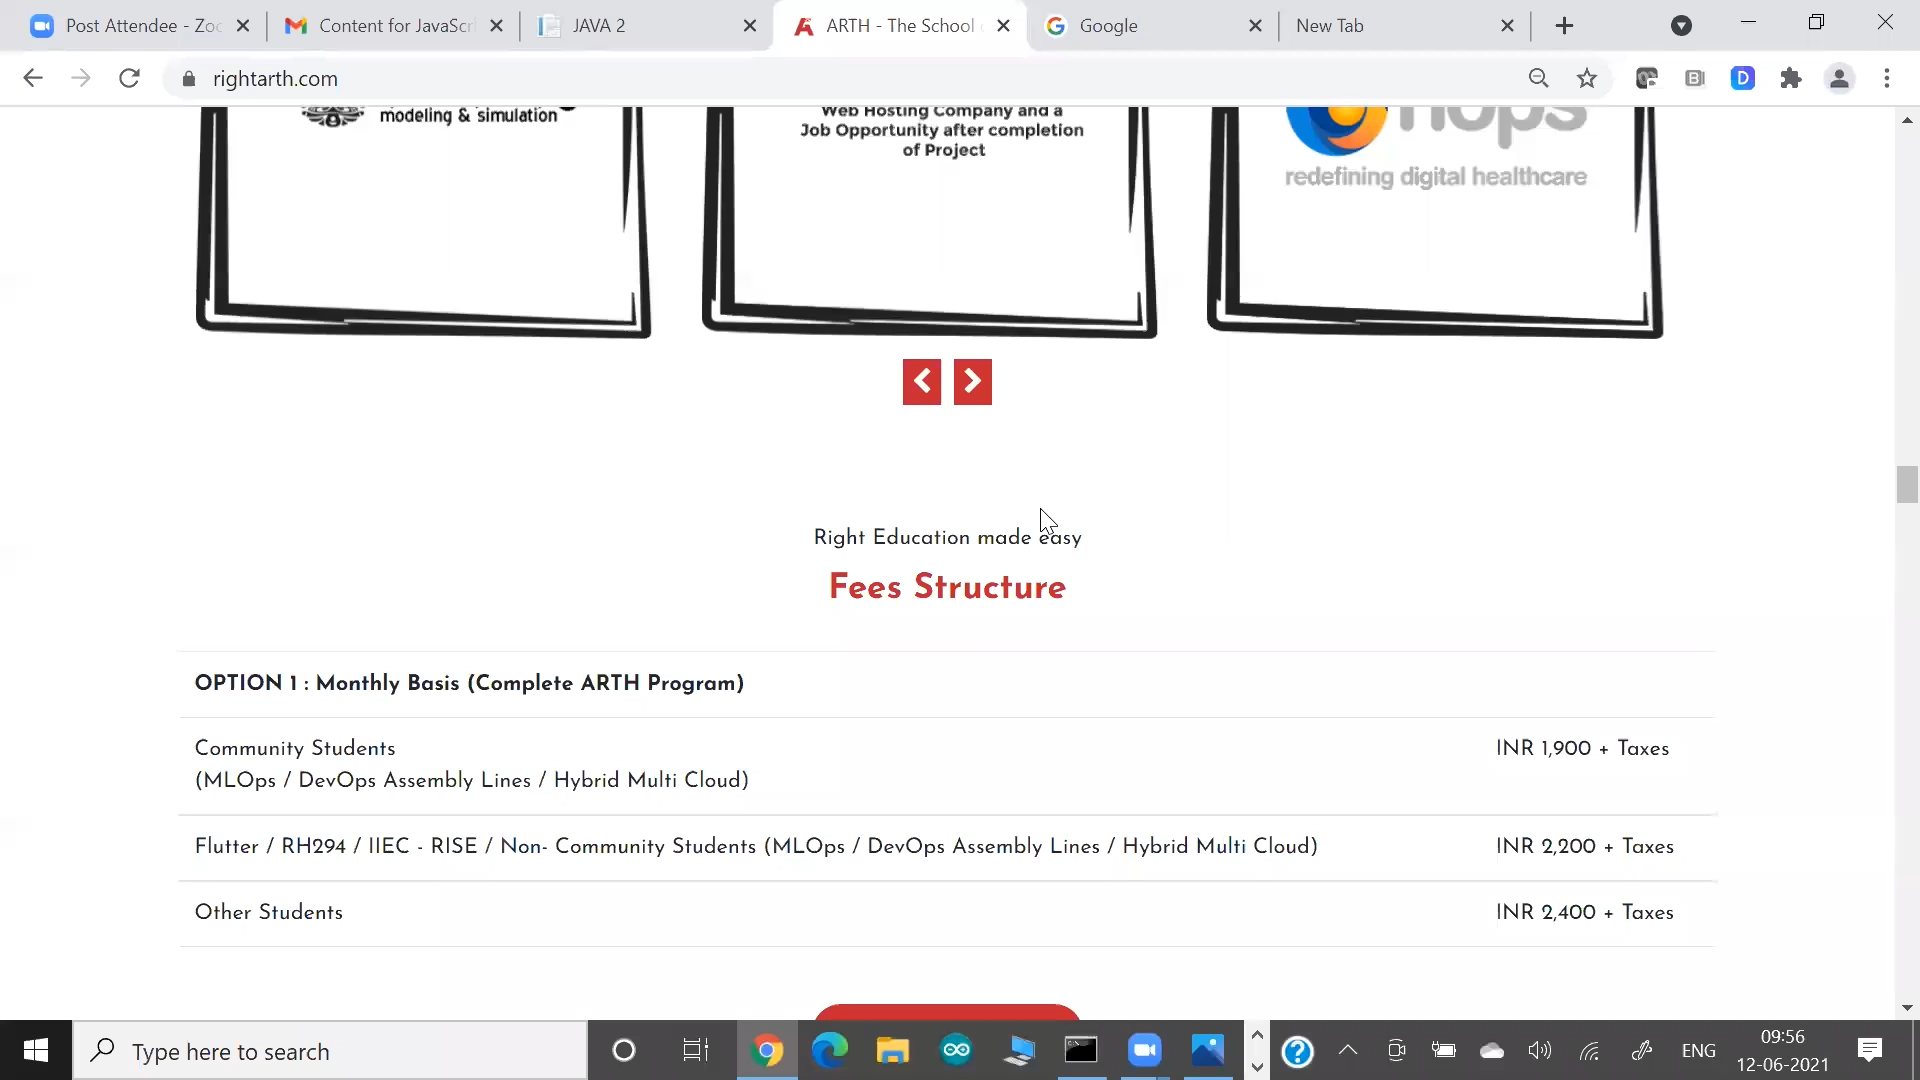 Post Attendee - Zoo
Content for JavaScri
JAVA 2
ARTH - The School
Google
New Tab
rightarth.com
modeling & simulation
Web Hosting Company and a
Job Opportunity after completion
of Project
redefining digital healthcare
Right Education made easy
Fees Structure
OPTION 1 : Monthly Basis (Complete ARTH Program)
Community Students
(MLOps / DevOps Assembly Lines / Hybrid Multi Cloud)
INR 1,900 + Taxes
Flutter / RH294 / IIEC - RISE / Non- Community Students (MLOps / DevOps Assembly Lines / Hybrid Multi Cloud)
INR 2,200 + Taxes
Other Students
INR 2,400 + Taxes
Type here to search
ENG
09:56
12-06-2021